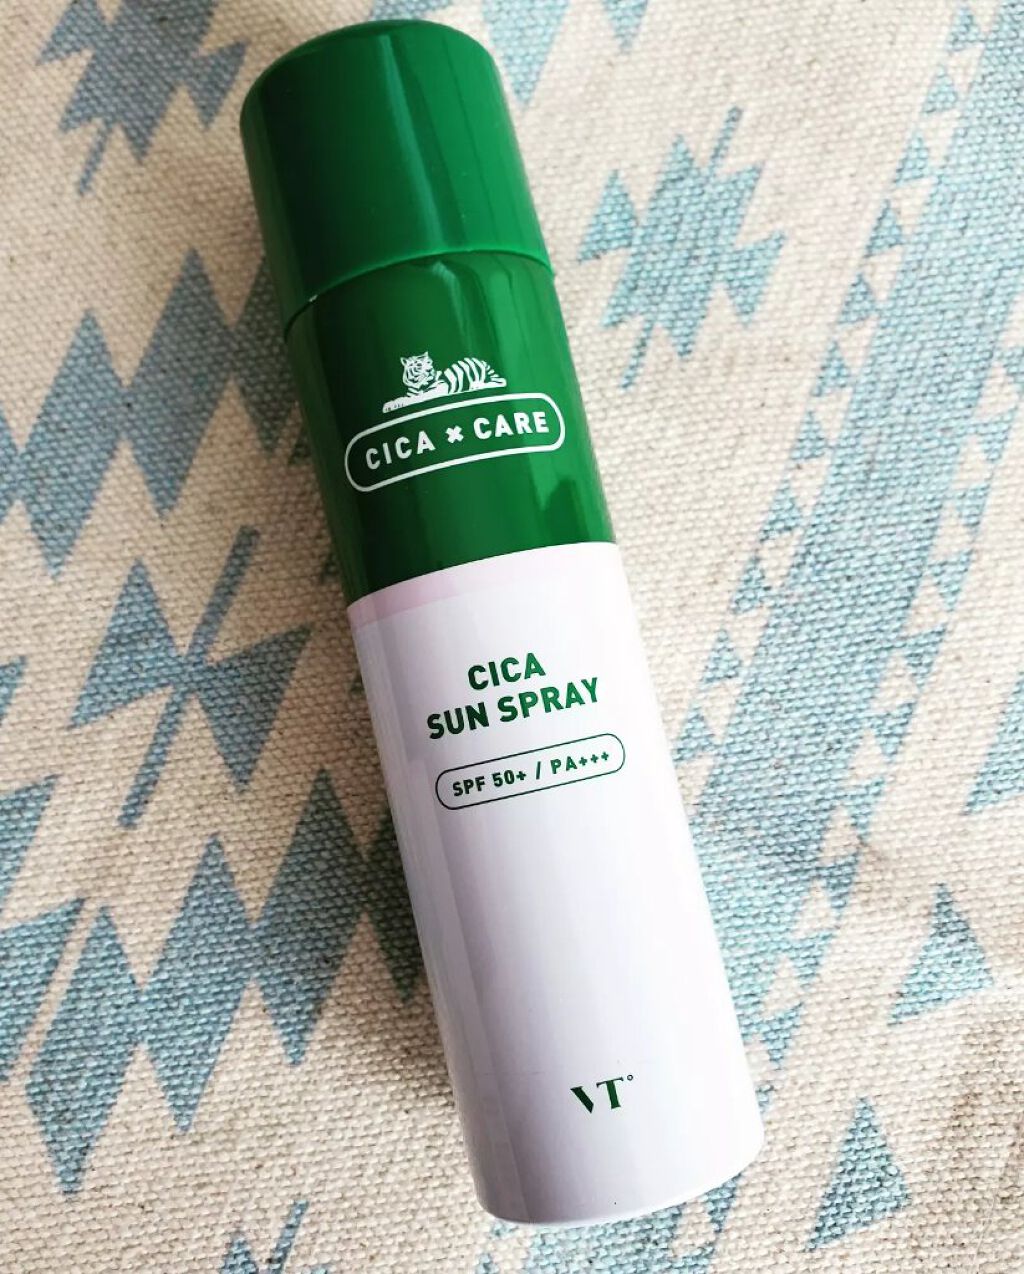 CICA × CARE
CICA
SUN SPRAY
SPF 50+ / PA+++
VT°